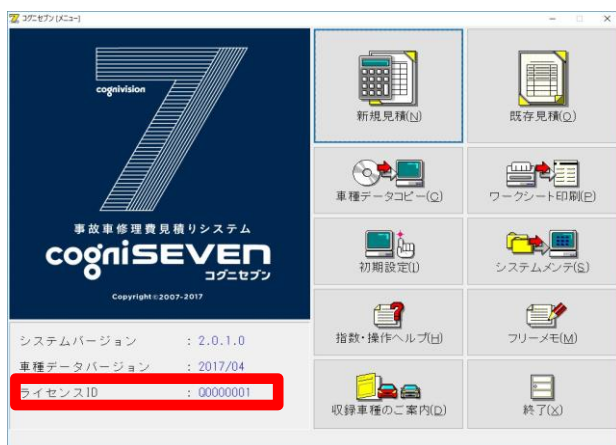 コグニセブン [メニュー]
cognivision
事故車修理費見積りシステム
cogniSEVEN
コグニセブン
Copyright©2007-2017
システムバージョン : 2.0.1.0
車種データバージョン : 2017/04
ライセンスID : Q0000001
新規見積(N)
既存見積(O)
車種データコピー(C)
ワークシート印刷(P)
初期設定(I)
システムメンテ(S)
指数・操作ヘルプ(H)
フリーメモ(M)
収録車種のご案内(D)
終了(X)